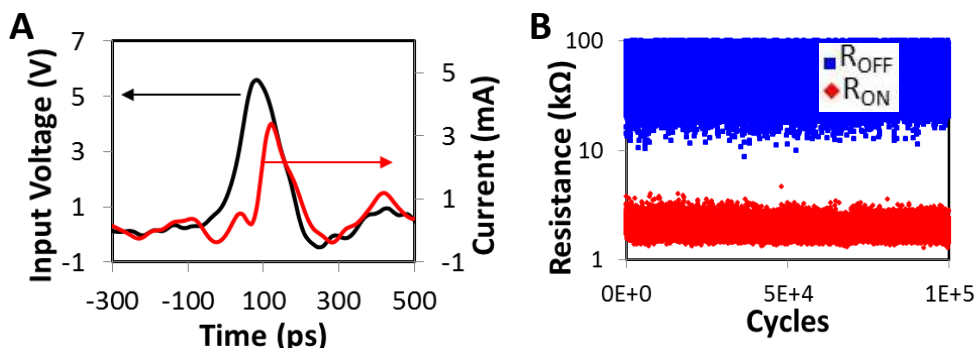 A
Input Voltage (V)
7
5
3
1
-1
5
3
1
-1
Current (mA)
-300 -100 100 300 500
Time (ps)
B
Resistance (kΩ)
100
10
1
R_OFF
R_ON
0E+0 5E+4 1E+5
Cycles